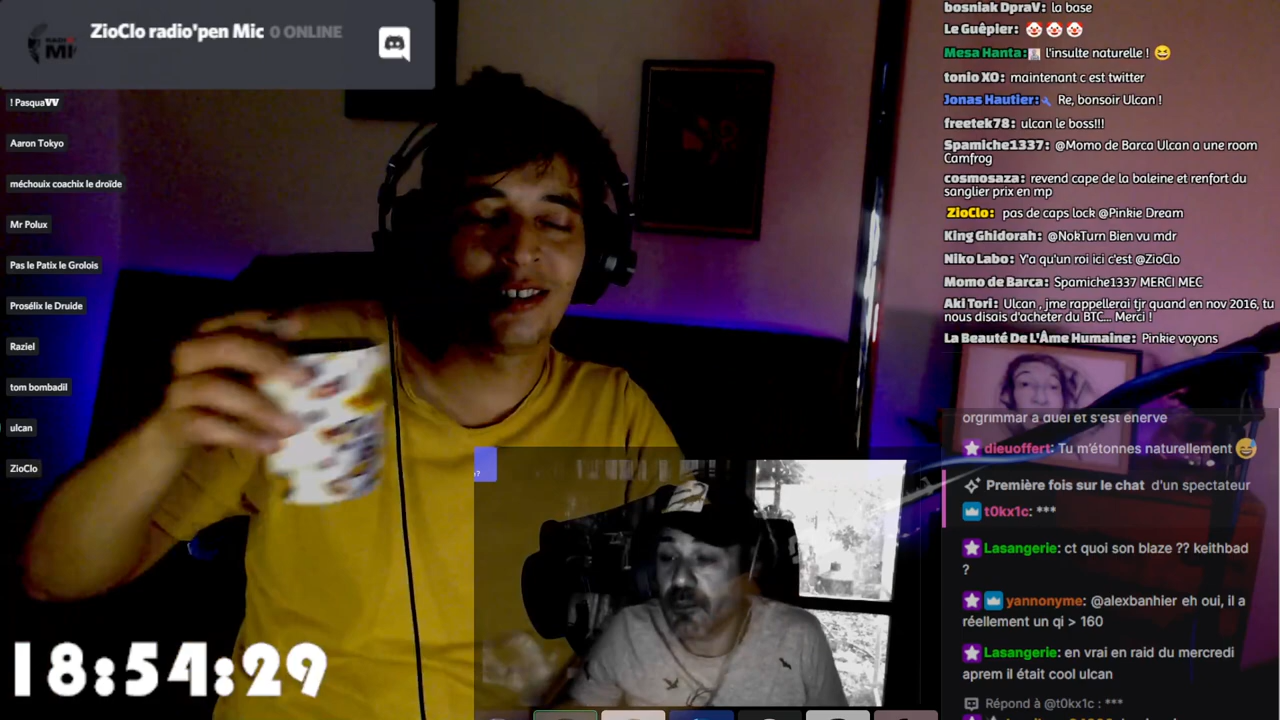 ZioClo radio'pen Mic 0 ONLINE
MI
! PasquaVV
Aaron Tokyo
méchouix coachix le droïde
Mr Polux
Pas le Patix le Grolois
Prosélix le Druide
Raziel
tom bombadil
ulcan
ZioClo
18:54:29
?
bosniak DpraV: la base
Le Guêpier: 🤡🤡🤡
Mesa Hanta: l'insulte naturelle ! 😆
tonio XO: maintenant c est twitter
Jonas Hautier: Re, bonsoir Ulcan !
freetek78: ulcan le boss!!!
Spamiche1337: @Momo de Barca Ulcan a une room
Camfrog
cosmosaza: revend cape de la baleine et renfort du
sanglier prix en mp
ZioClo: pas de caps lock @Pinkie Dream
King Ghidorah: @NokTurn Bien vu mdr
Niko Labo: Y'a qu'un roi ici c'est @ZioClo
Momo de Barca: Spamiche1337 MERCI MEC
Aki Tori: Ulcan , jme rappellerai tjr quand en nov 2016, tu
nous disais d'acheter du BTC... Merci !
La Beauté De L'Âme Humaine: Pinkie voyons
orgrimmar a duel et s'est énervé
dieuoffert: Tu m'étonnes naturellement 😅
Première fois sur le chat d'un spectateur
t0kx1c: ***
Lasangerie: ct quoi son blaze ?? keithbad
?
yannonyme: @alexbanhier eh oui, il a
réellement un qi > 160
Lasangerie: en vrai en raid du mercredi
aprem il était cool ulcan
Répond à @t0kx1c : ***